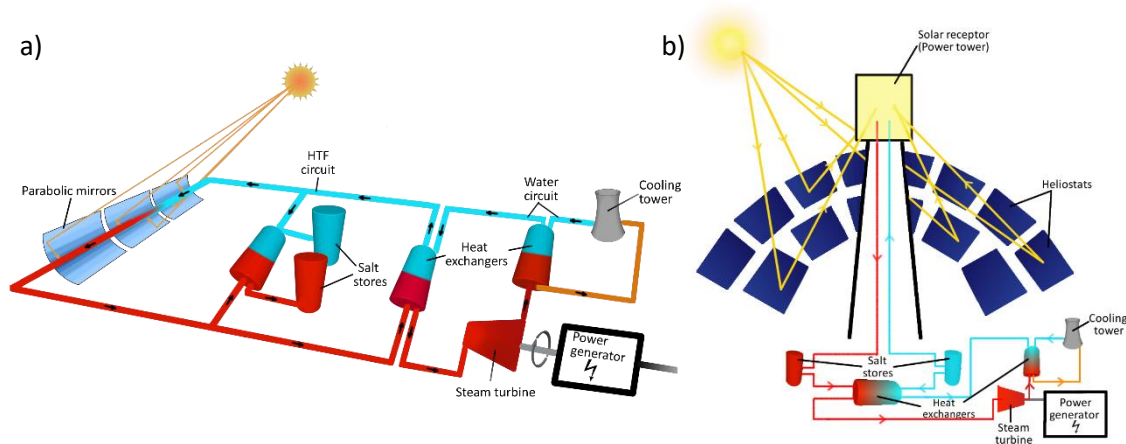 a)
Parabolic mirrors
HTF
circuit
Water
circuit
Cooling
tower
Salt
stores
Heat
exchangers
Steam turbine
Power
generator
b)
Solar receptor
(Power tower)
Heliostats
Salt
stores
Heat
exchangers
Cooling
tower
Steam
turbine
Power
generator